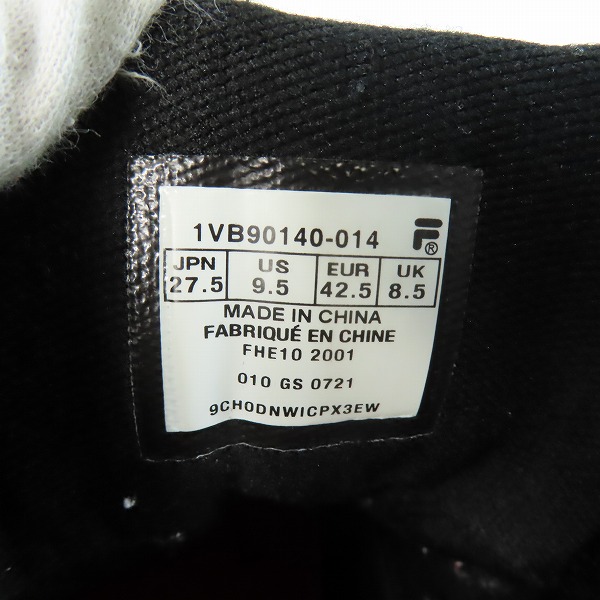 1VB90140-014 F®
JPN US EUR UK
27.5 9.5 42.5 8.5
MADE IN CHINA
FABRIQUÉ EN CHINE
FHE10 2001
010 GS 0721
9CH0DNWICPX3EW